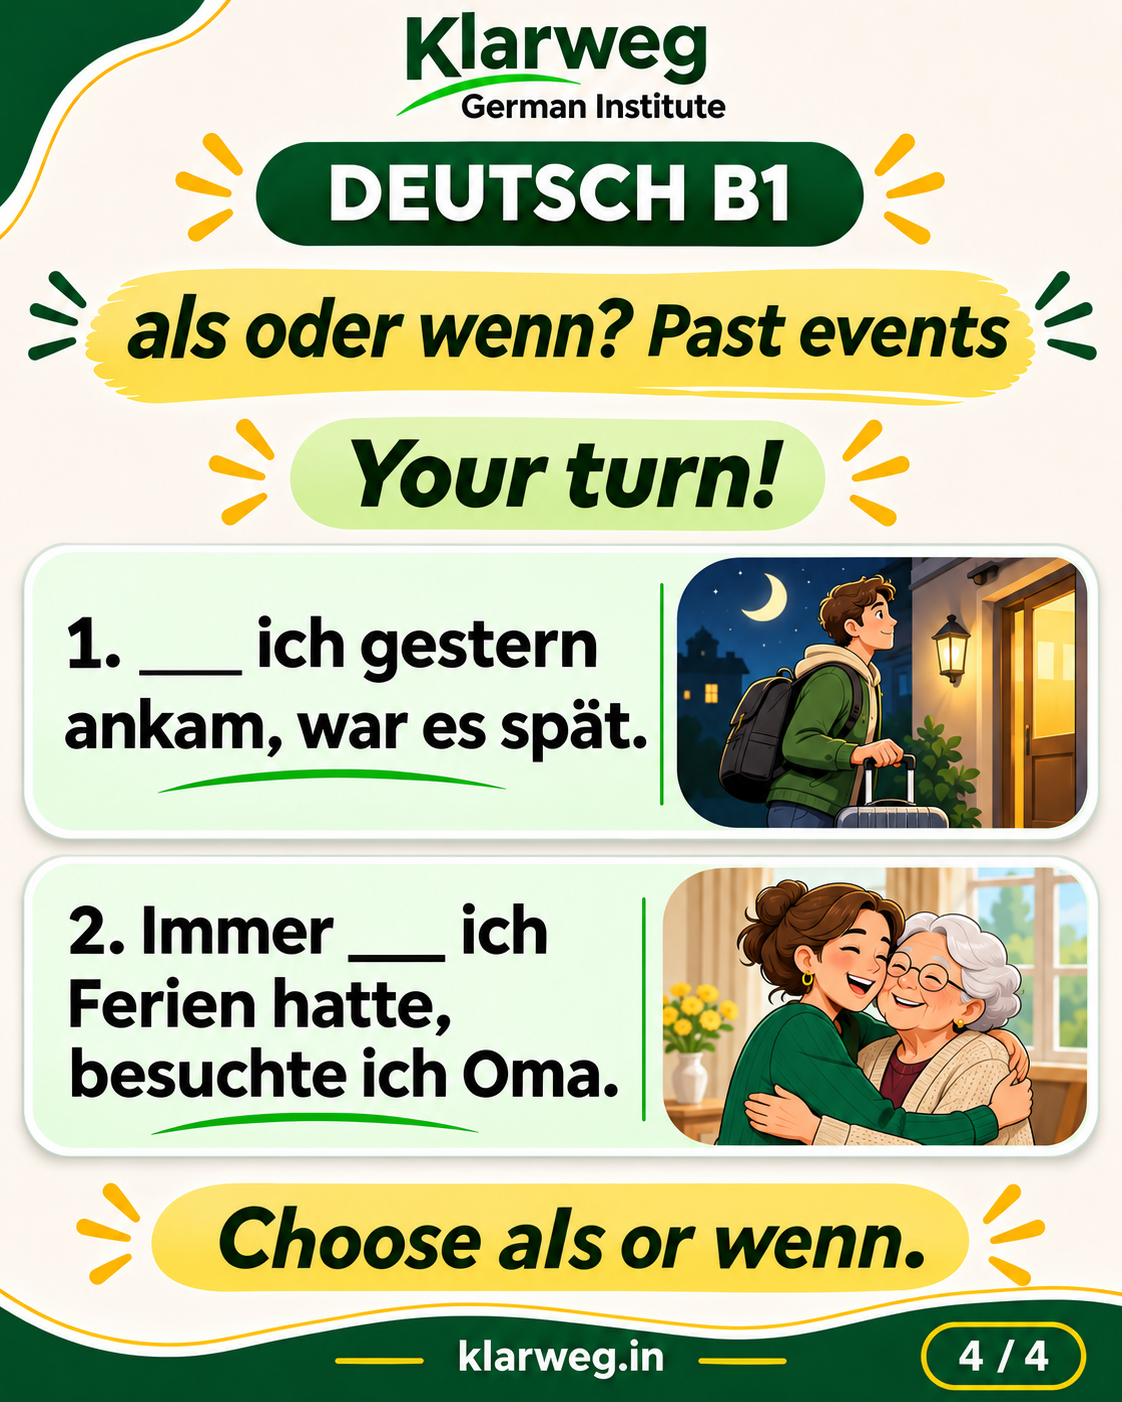 Klarweg
German Institute
DEUTSCH B1
als oder wenn? Past events
Your turn!
1. ___ ich gestern
ankam, war es spät.
2. Immer ___ ich
Ferien hatte,
besuchte ich Oma.
Choose als or wenn.
klarweg.in
4 / 4